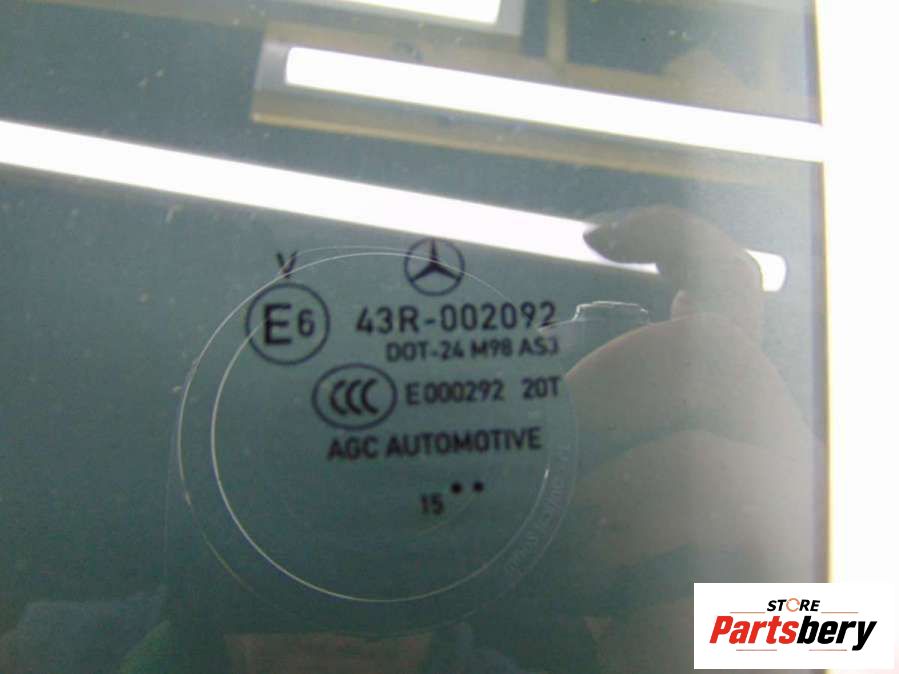 V
E6 43R-002092
DOT-24 M98 AS3
CCC E000292 20T
AGC AUTOMOTIVE
15 • •
STORE
Partsbery